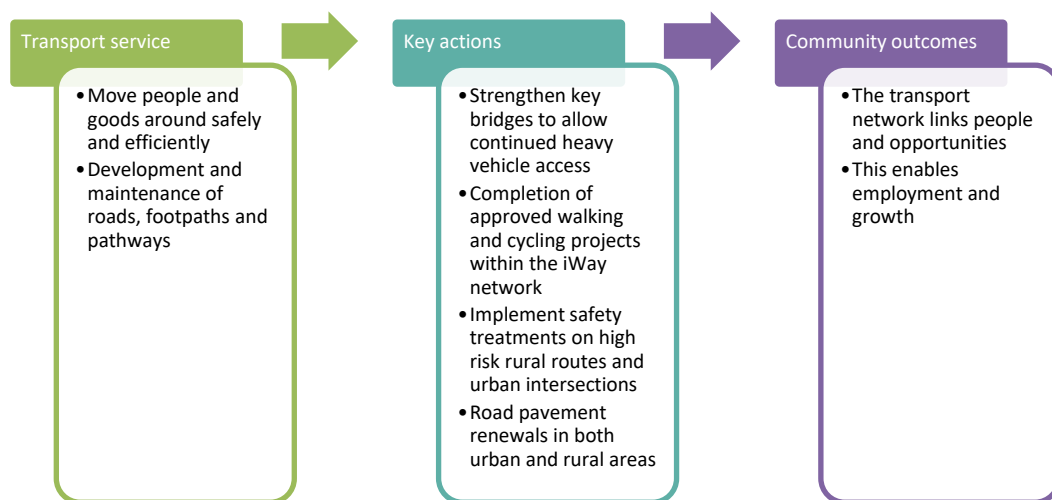 Transport service
•Move people and
goods around safely
and efficiently
•Development and
maintenance of
roads, footpaths and
pathways
Key actions
•Strengthen key
bridges to allow
continued heavy
vehicle access
•Completion of
approved walking
and cycling projects
within the iWay
network
•Implement safety
treatments on high
risk rural routes and
urban intersections
•Road pavement
renewals in both
urban and rural areas
Community outcomes
•The transport
network links people
and opportunities
•This enables
employment and
growth